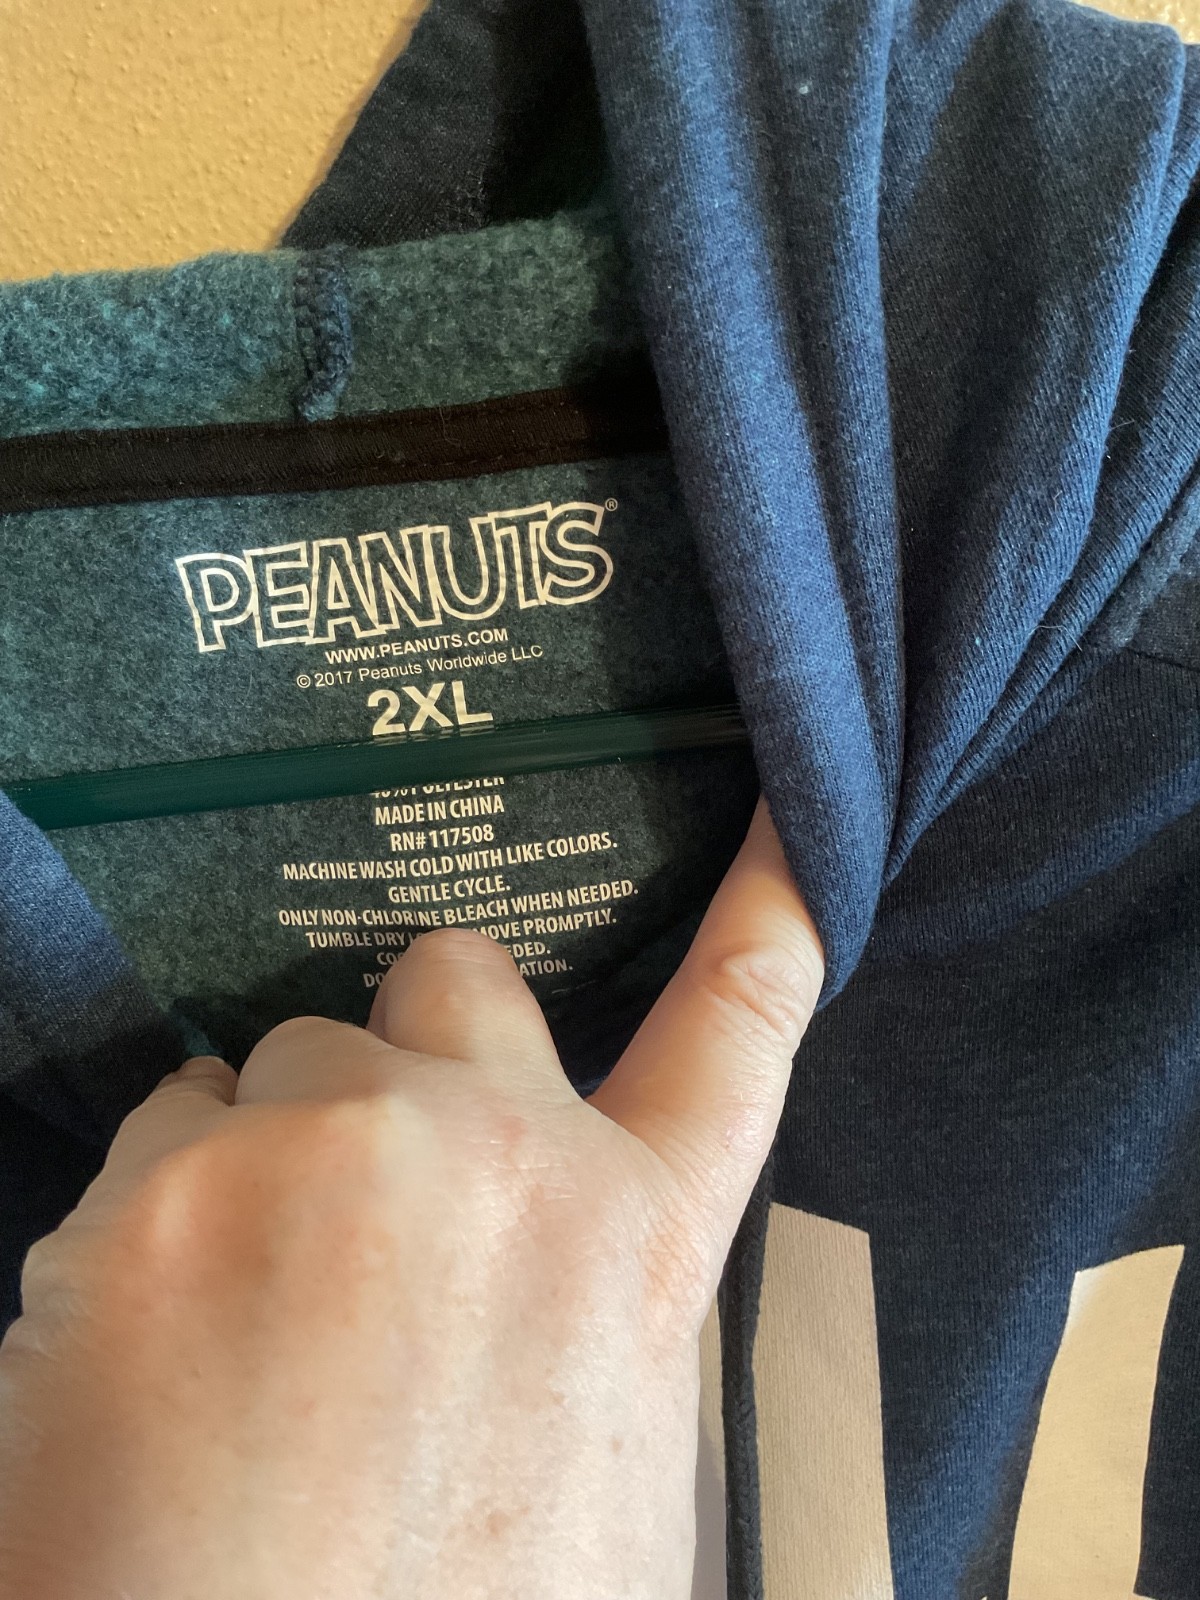 PEANUTS®
WWW.PEANUTS.COM
© 2017 Peanuts Worldwide LLC
2XL
POLYESTER
MADE IN CHINA
RN# 117508
MACHINE WASH COLD WITH LIKE COLORS.
GENTLE CYCLE.
ONLY NON-CHLORINE BLEACH WHEN NEEDED.
TUMBLE DRY PROMPTLY.